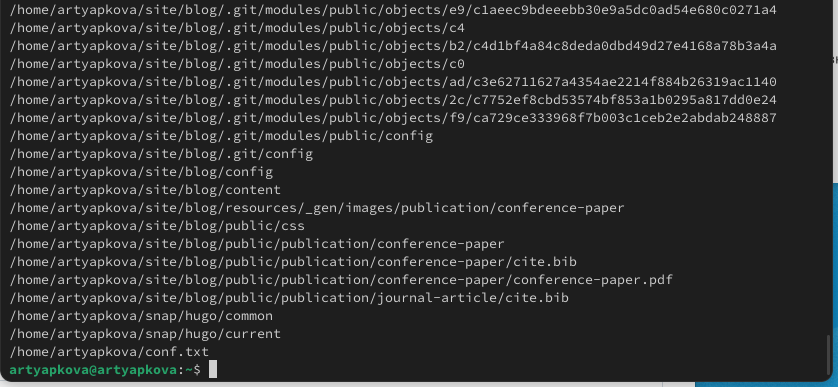 /home/artyapkova/site/blog/.git/modules/public/objects/e9/c1aeec9bdeeebb30e9a5dc0ad54e680c0271a4
/home/artyapkova/site/blog/.git/modules/public/objects/c4
/home/artyapkova/site/blog/.git/modules/public/objects/b2/c4d1bf4a84c8deda0dbd49d27e4168a78b3a4a
/home/artyapkova/site/blog/.git/modules/public/objects/c0
/home/artyapkova/site/blog/.git/modules/public/objects/ad/c3e62711627a4354ae2214f884b26319ac1140
/home/artyapkova/site/blog/.git/modules/public/objects/2c/c7752ef8cbd53574bf853a1b0295a817dd0e24
/home/artyapkova/site/blog/.git/modules/public/objects/f9/ca729ce333968f7b003c1ceb2e2abdab248887
/home/artyapkova/site/blog/.git/modules/public/config
/home/artyapkova/site/blog/.git/config
/home/artyapkova/site/blog/config
/home/artyapkova/site/blog/content
/home/artyapkova/site/blog/resources/_gen/images/publication/conference-paper
/home/artyapkova/site/blog/public/css
/home/artyapkova/site/blog/public/publication/conference-paper
/home/artyapkova/site/blog/public/publication/conference-paper/cite.bib
/home/artyapkova/site/blog/public/publication/conference-paper/conference-paper.pdf
/home/artyapkova/site/blog/public/publication/journal-article/cite.bib
/home/artyapkova/snap/hugo/common
/home/artyapkova/snap/hugo/current
/home/artyapkova/conf.txt
artyapkova@artyapkova:~$